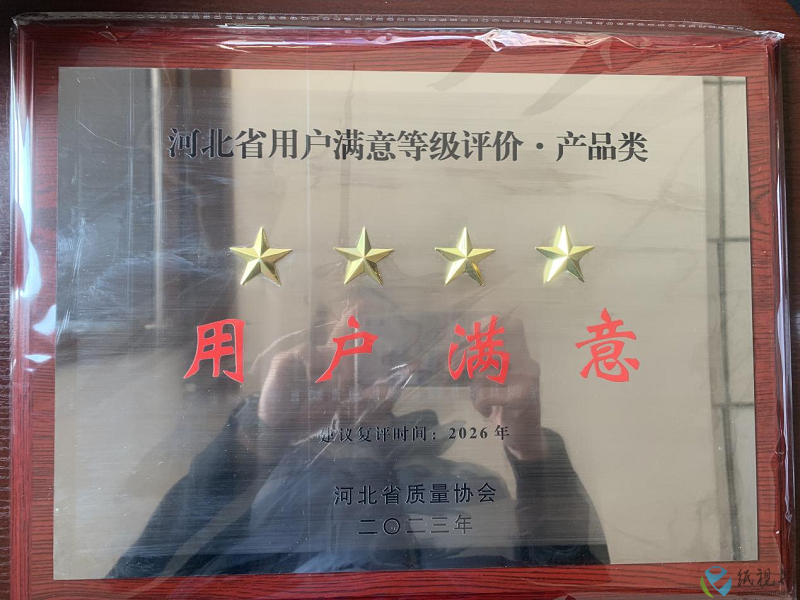 河北省用户满意等级评价·产品类
用户满意
建议复评时间：2026年
河北省质量协会
二〇二三年
纸视